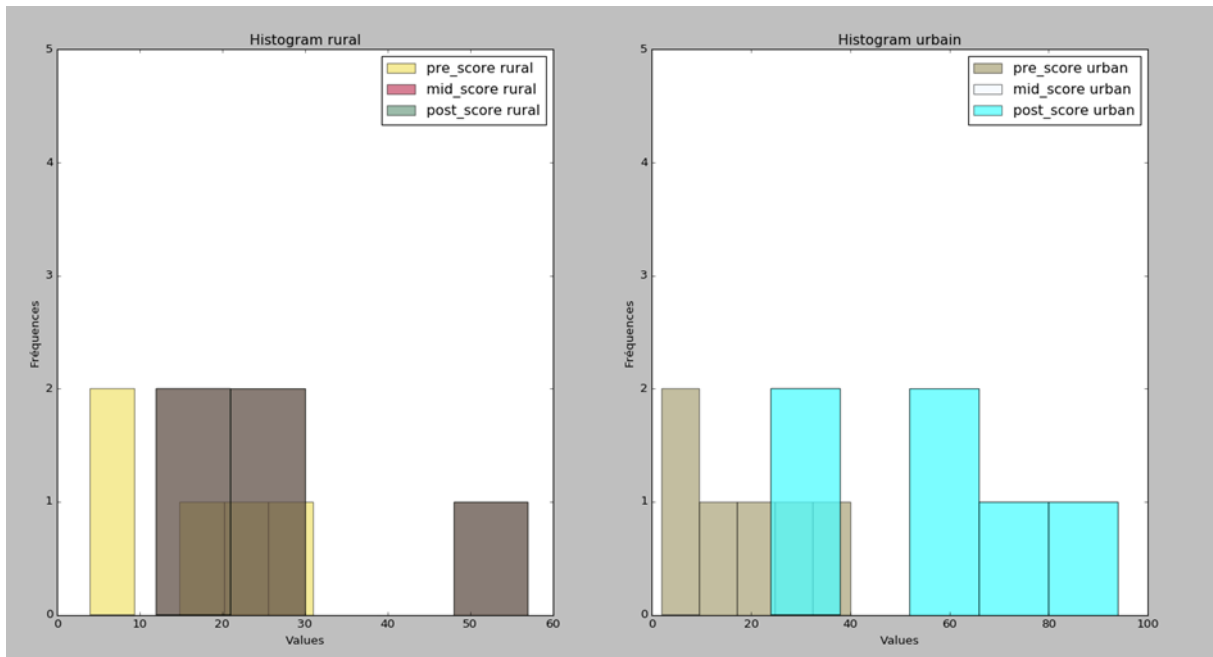 Histogram rural
5
4
3
2
1
0
Fréquences
pre_score rural
mid_score rural
post_score rural
0 10 20 30 40 50 60
Values
Histogram urbain
5
4
3
2
1
0
Fréquences
pre_score urban
mid_score urban
post_score urban
0 20 40 60 80 100
Values